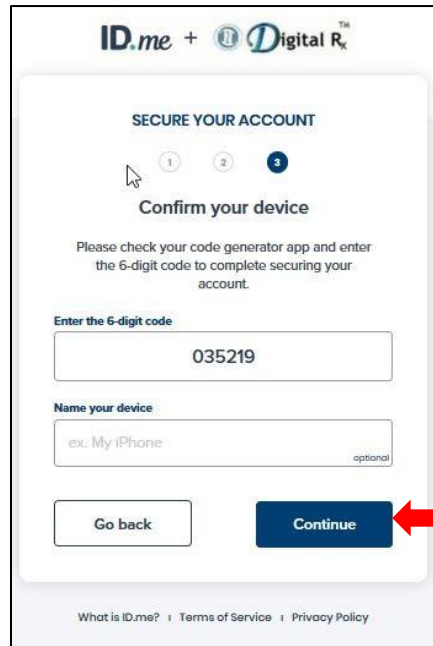 ID.me + Digital Rx™
SECURE YOUR ACCOUNT
1 2 3
Confirm your device
Please check your code generator app and enter
the 6-digit code to complete securing your
account.
Enter the 6-digit code
035219
Name your device
ex. My iPhone
optional
Go back Continue
What is ID.me? | Terms of Service | Privacy Policy